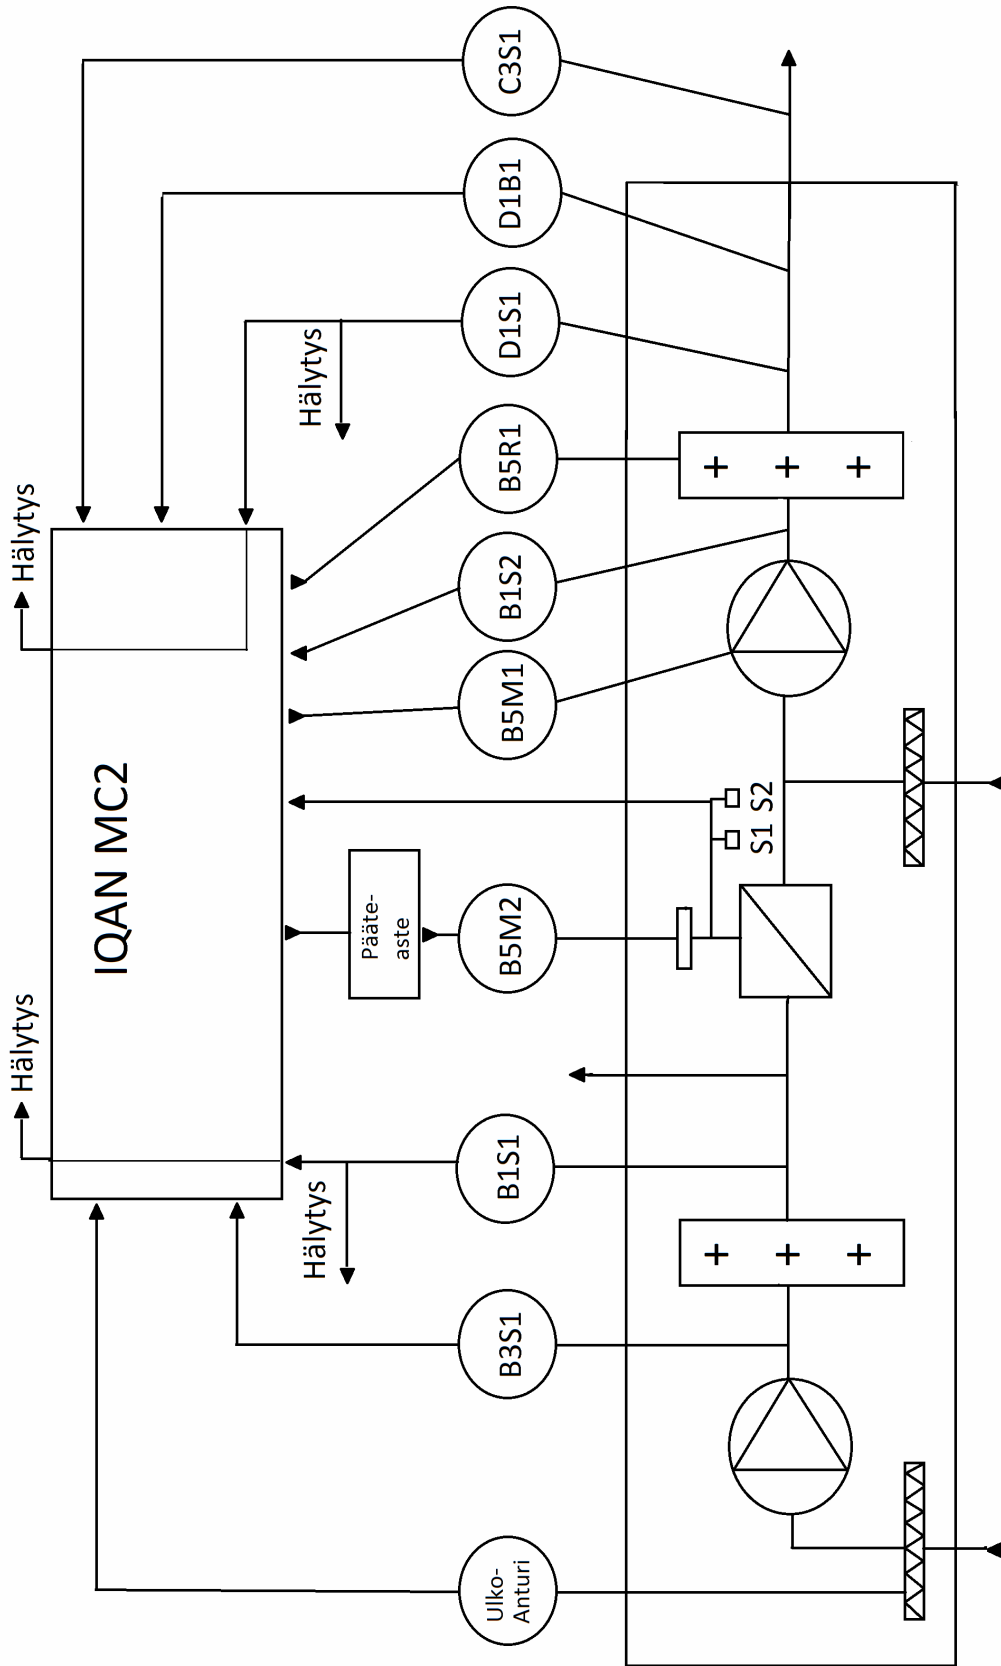 Hälytys
Hälytys
IQAN MC2
Hälytys
Hälytys
Pääte-
aste
Ulko-
Anturi
B3S1
B1S1
B5M2
B5M1
B1S2
B5R1
D1S1
D1B1
C3S1
S1 S2
+ + +
+ + +